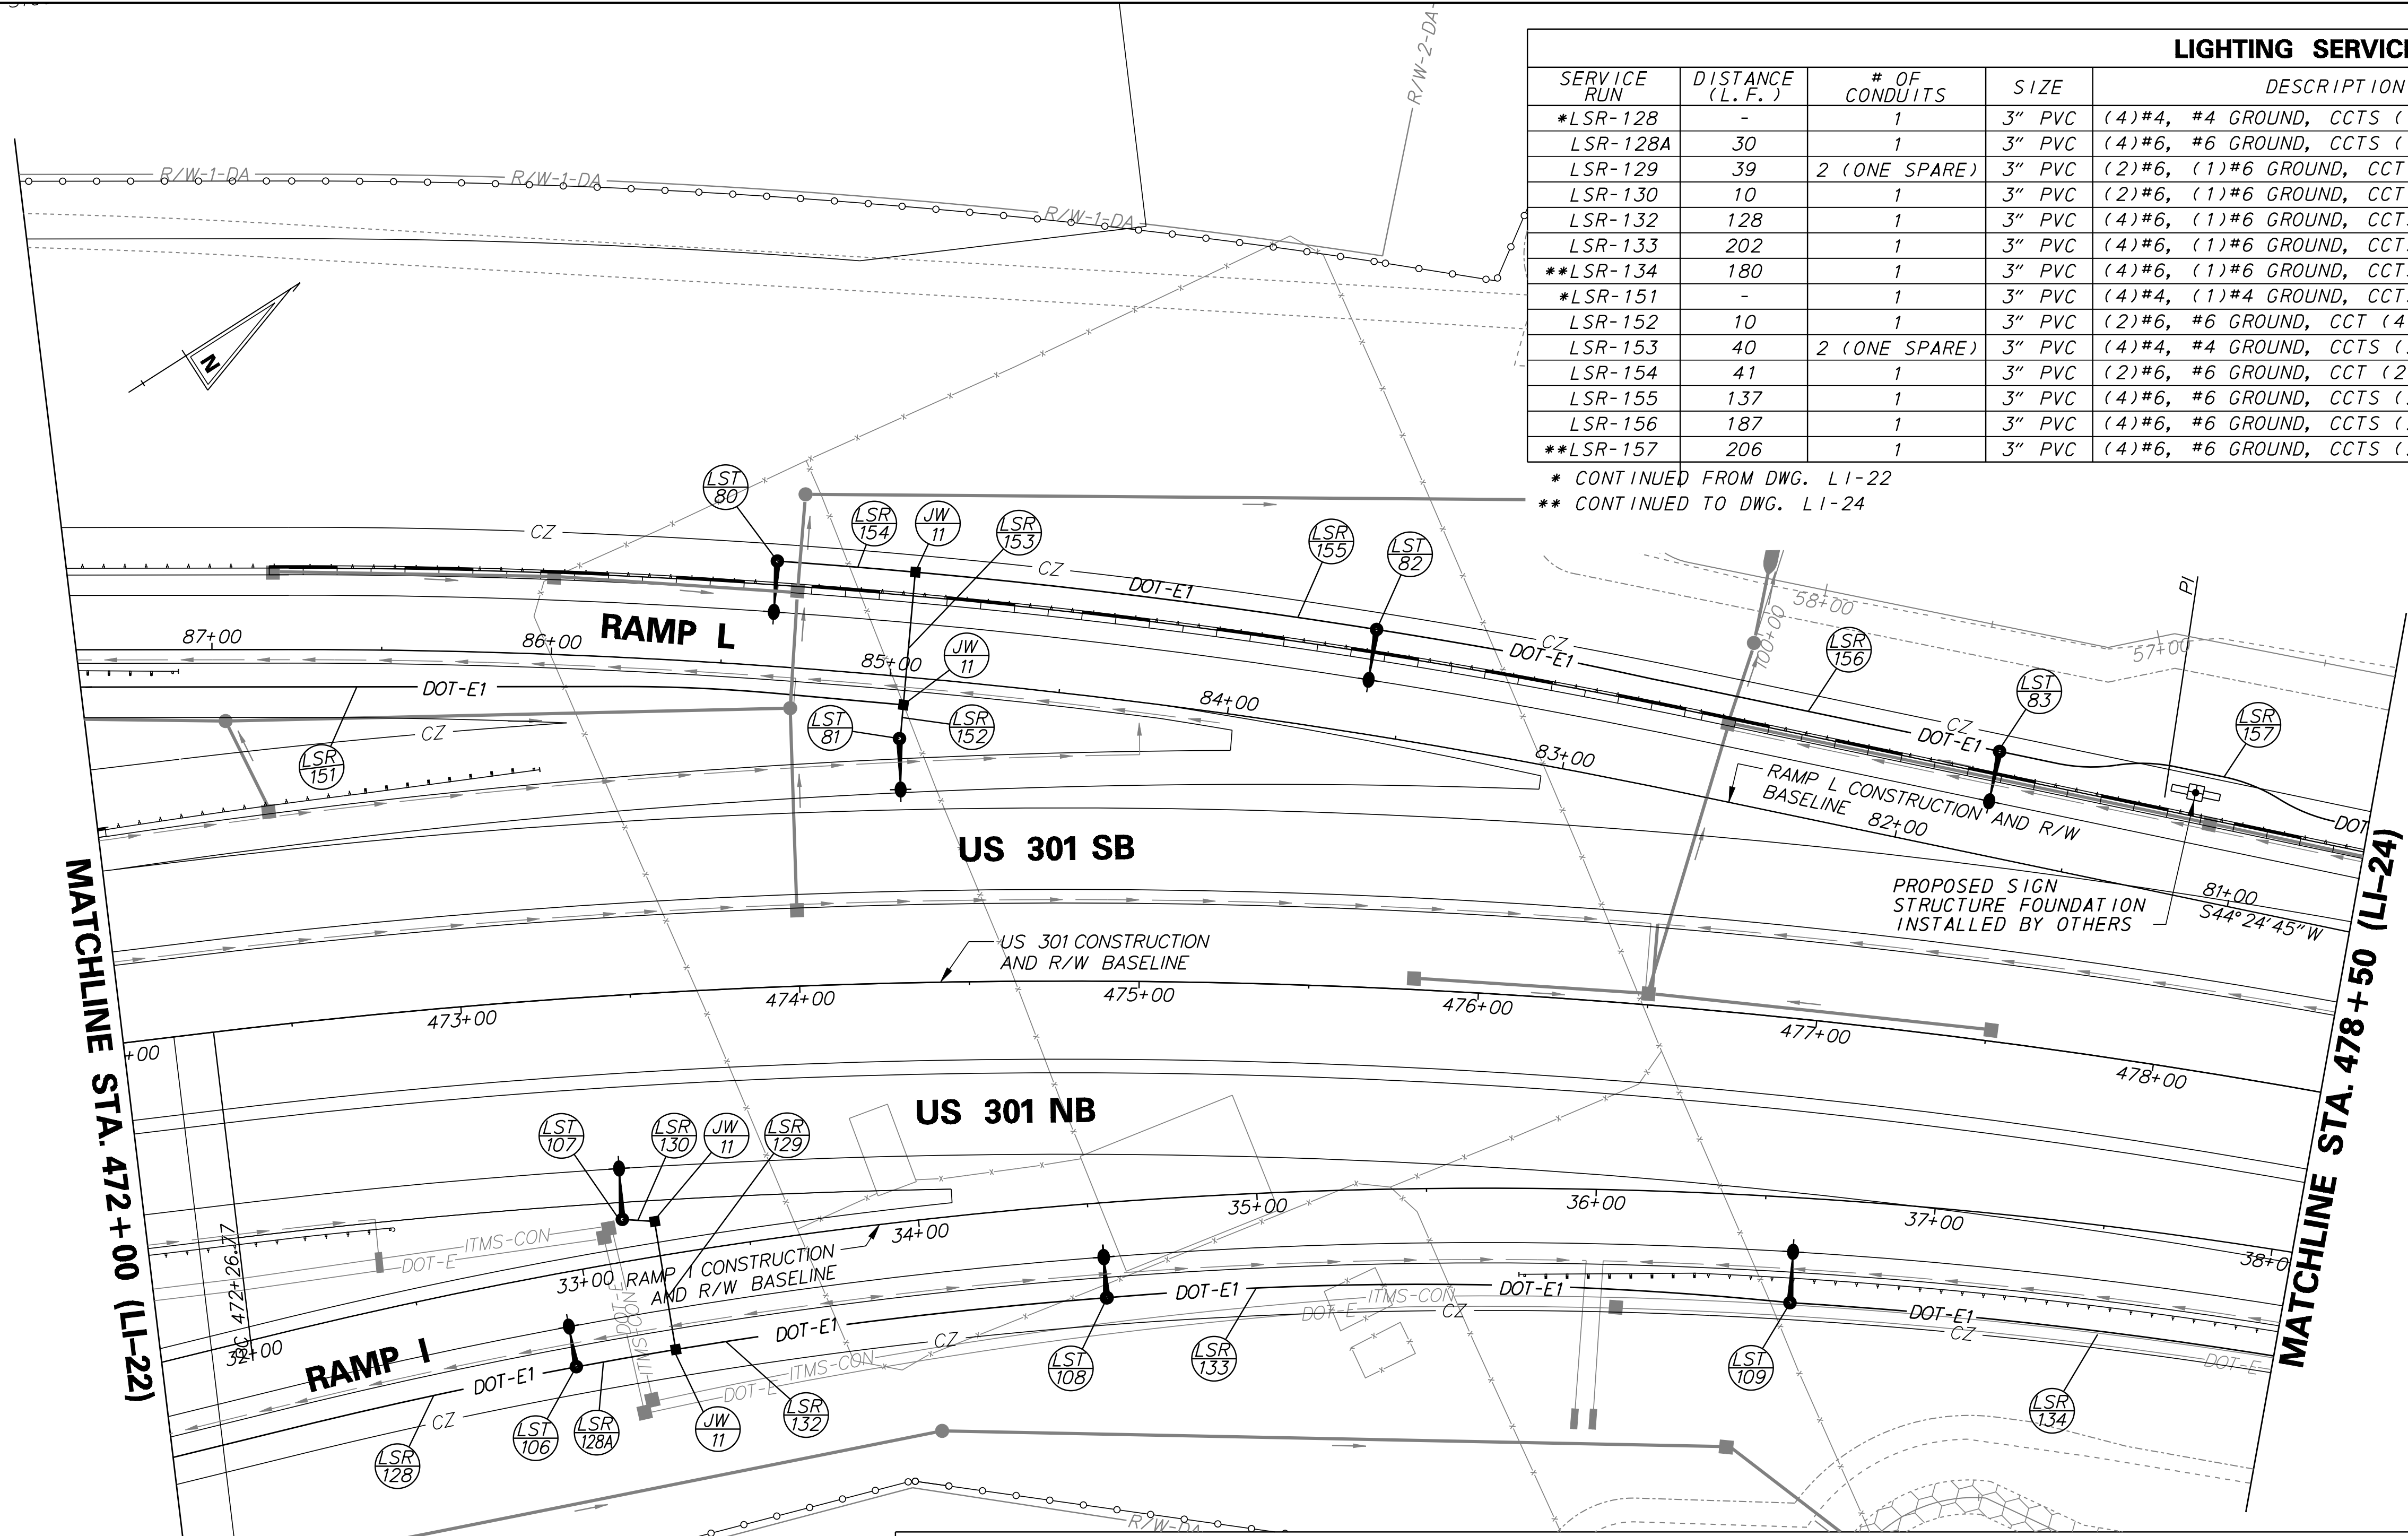 LIGHTING SERVIC
SERVICE RUN DISTANCE (L.F.) # OF CONDUITS SIZE DESCRIPTION
*LSR-128 - 1 3" PVC (4)#4, #4 GROUND, CCTS (
LSR-128A 30 1 3" PVC (4)#6, #6 GROUND, CCTS (
LSR-129 39 2 (ONE SPARE) 3" PVC (2)#6, (1)#6 GROUND, CCT
LSR-130 10 1 3" PVC (2)#6, (1)#6 GROUND, CCT
LSR-132 128 1 3" PVC (4)#6, (1)#6 GROUND, CCT
LSR-133 202 1 3" PVC (4)#6, (1)#6 GROUND, CCT
**LSR-134 180 1 3" PVC (4)#6, (1)#6 GROUND, CCT
*LSR-151 - 1 3" PVC (4)#4, (1)#4 GROUND, CCT
LSR-152 10 1 3" PVC (2)#6, #6 GROUND, CCT (4
LSR-153 40 2 (ONE SPARE) 3" PVC (4)#4, #4 GROUND, CCTS (
LSR-154 41 1 3" PVC (2)#6, #6 GROUND, CCT (2
LSR-155 137 1 3" PVC (4)#6, #6 GROUND, CCTS (
LSR-156 187 1 3" PVC (4)#6, #6 GROUND, CCTS (
**LSR-157 206 1 3" PVC (4)#6, #6 GROUND, CCTS (
* CONTINUED FROM DWG. LI-22
** CONTINUED TO DWG. LI-24
R/W-2-DA
R/W-1-DA
R/W-1-DA
R/W-1-DA
N
LST 80
LSR 154
JW 11
LSR 153
LSR 155
LST 82
CZ
CZ
DOT-E1
RAMP L
87+00
86+00
85+00
84+00
83+00
82+00
81+00
JW 11
CZ
DOT-E1
LSR 156
58+00
57+00
100+00
PI
LST 83
LSR 157
DOT-E1
CZ
LSR 151
LST 81
LSR 152
CZ
DOT-E1
DOT
RAMP L CONSTRUCTION AND R/W
BASELINE
US 301 SB
PROPOSED SIGN
STRUCTURE FOUNDATION
INSTALLED BY OTHERS
S44°24'45"W
US 301 CONSTRUCTION
AND R/W BASELINE
+00
473+00
474+00
475+00
476+00
477+00
478+00
MATCHLINE STA. 472+00 (LI-22)
MATCHLINE STA. 478+50 (LI-24)
US 301 NB
LST 107
LSR 130
JW 11
LSR 129
472+26.77
32+00
33+00
34+00
35+00
36+00
37+00
38+0
DOT-E
ITMS-CON
RAMP I CONSTRUCTION
AND R/W BASELINE
DOT-E
ITMS-CON
RAMP I
DOT-E1
DOT-E1
DOT-E1
DOT-E1
DOT-E1
DOT-E
ITMS-CON
CZ
CZ
CZ
CZ
DOT-E
ITMS-CON
DOT-E
LSR 128
LST 106
LSR 128A
JW 11
LSR 132
LST 108
LSR 133
LST 109
LSR 134
R/W-DA